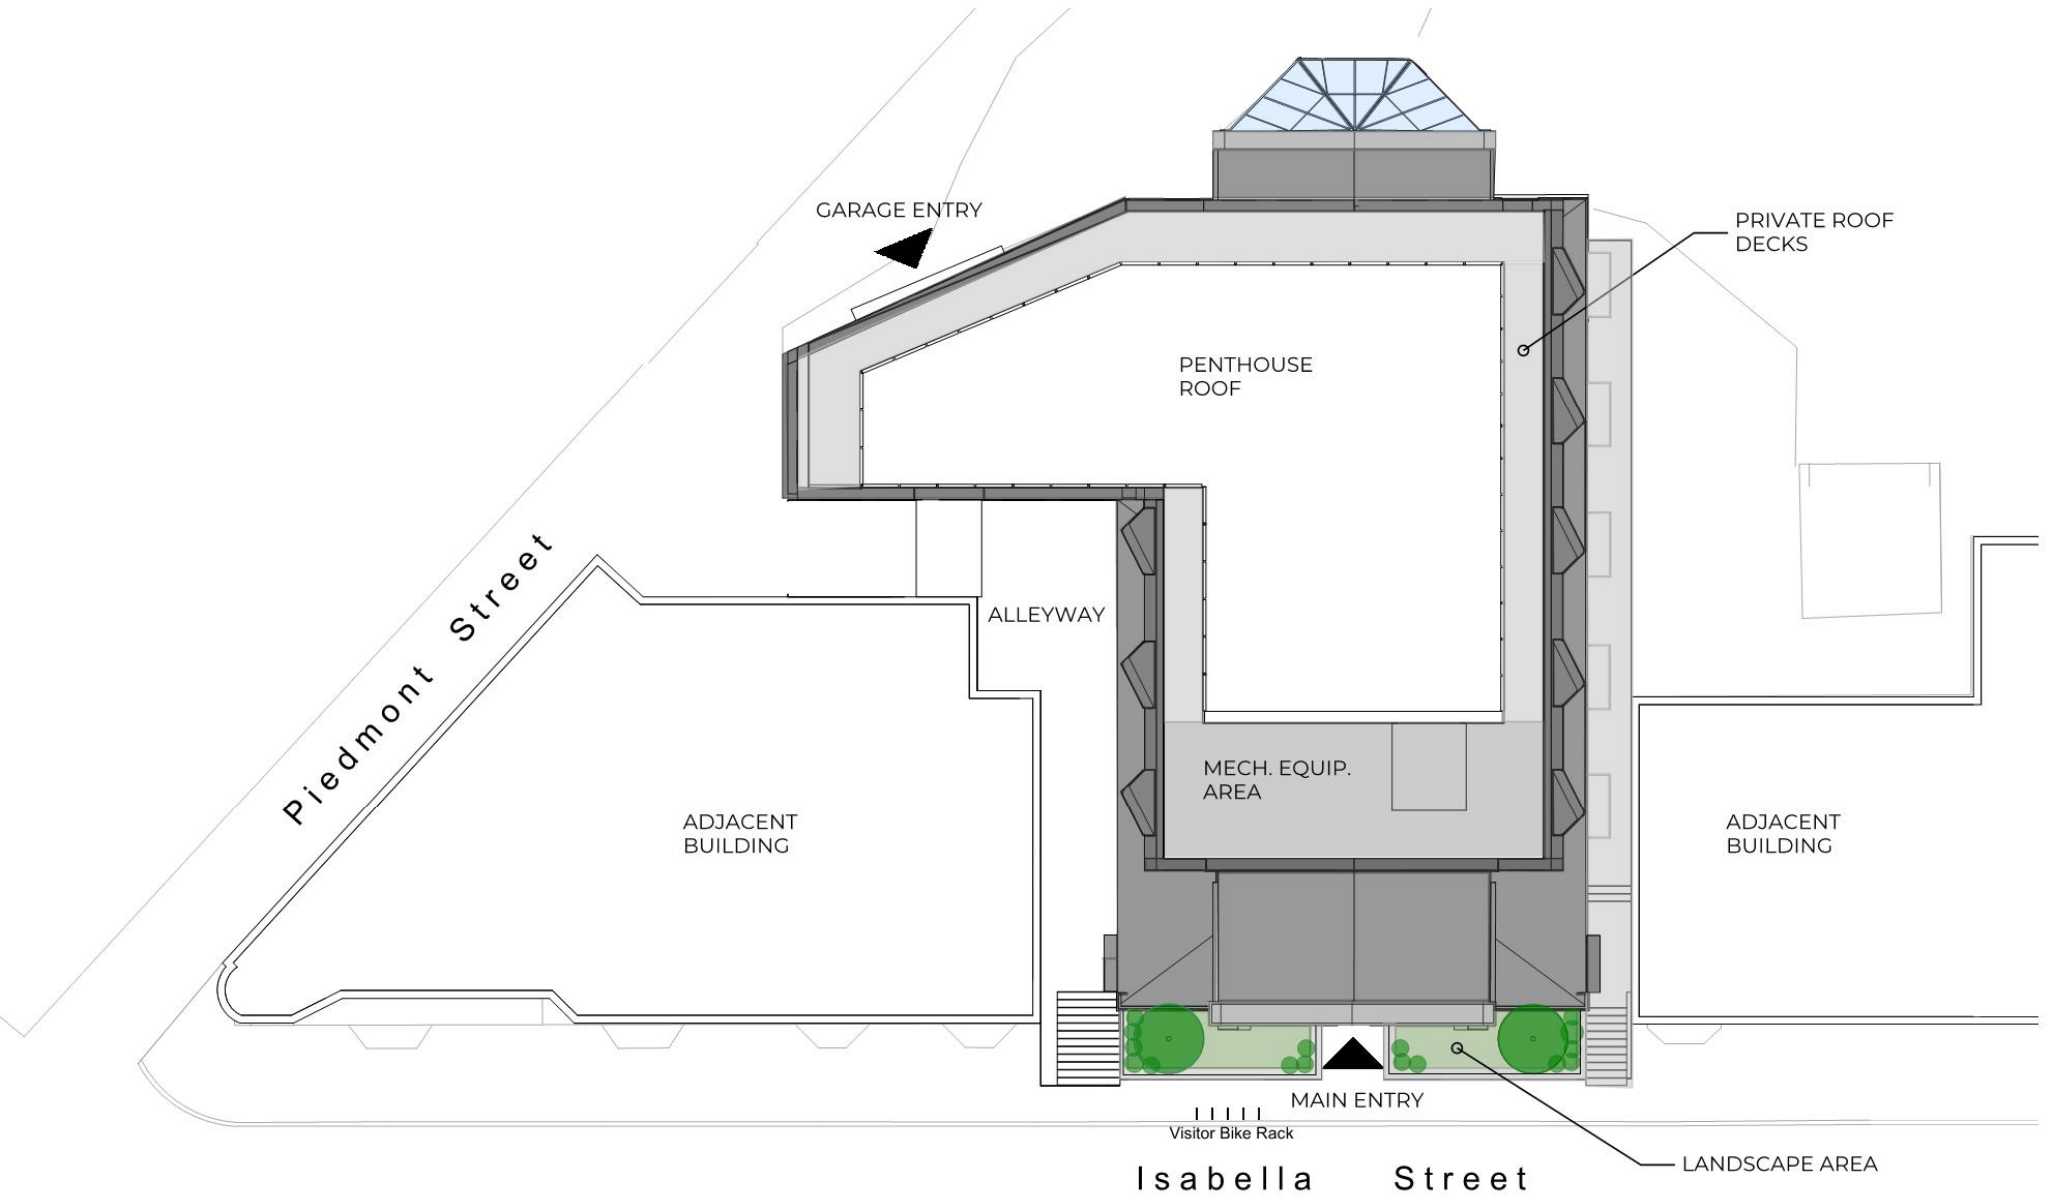 GARAGE ENTRY
PRIVATE ROOF
DECKS
PENTHOUSE
ROOF
Piedmont Street
ALLEYWAY
MECH. EQUIP.
AREA
ADJACENT
BUILDING
ADJACENT
BUILDING
MAIN ENTRY
Visitor Bike Rack
LANDSCAPE AREA
Isabella Street